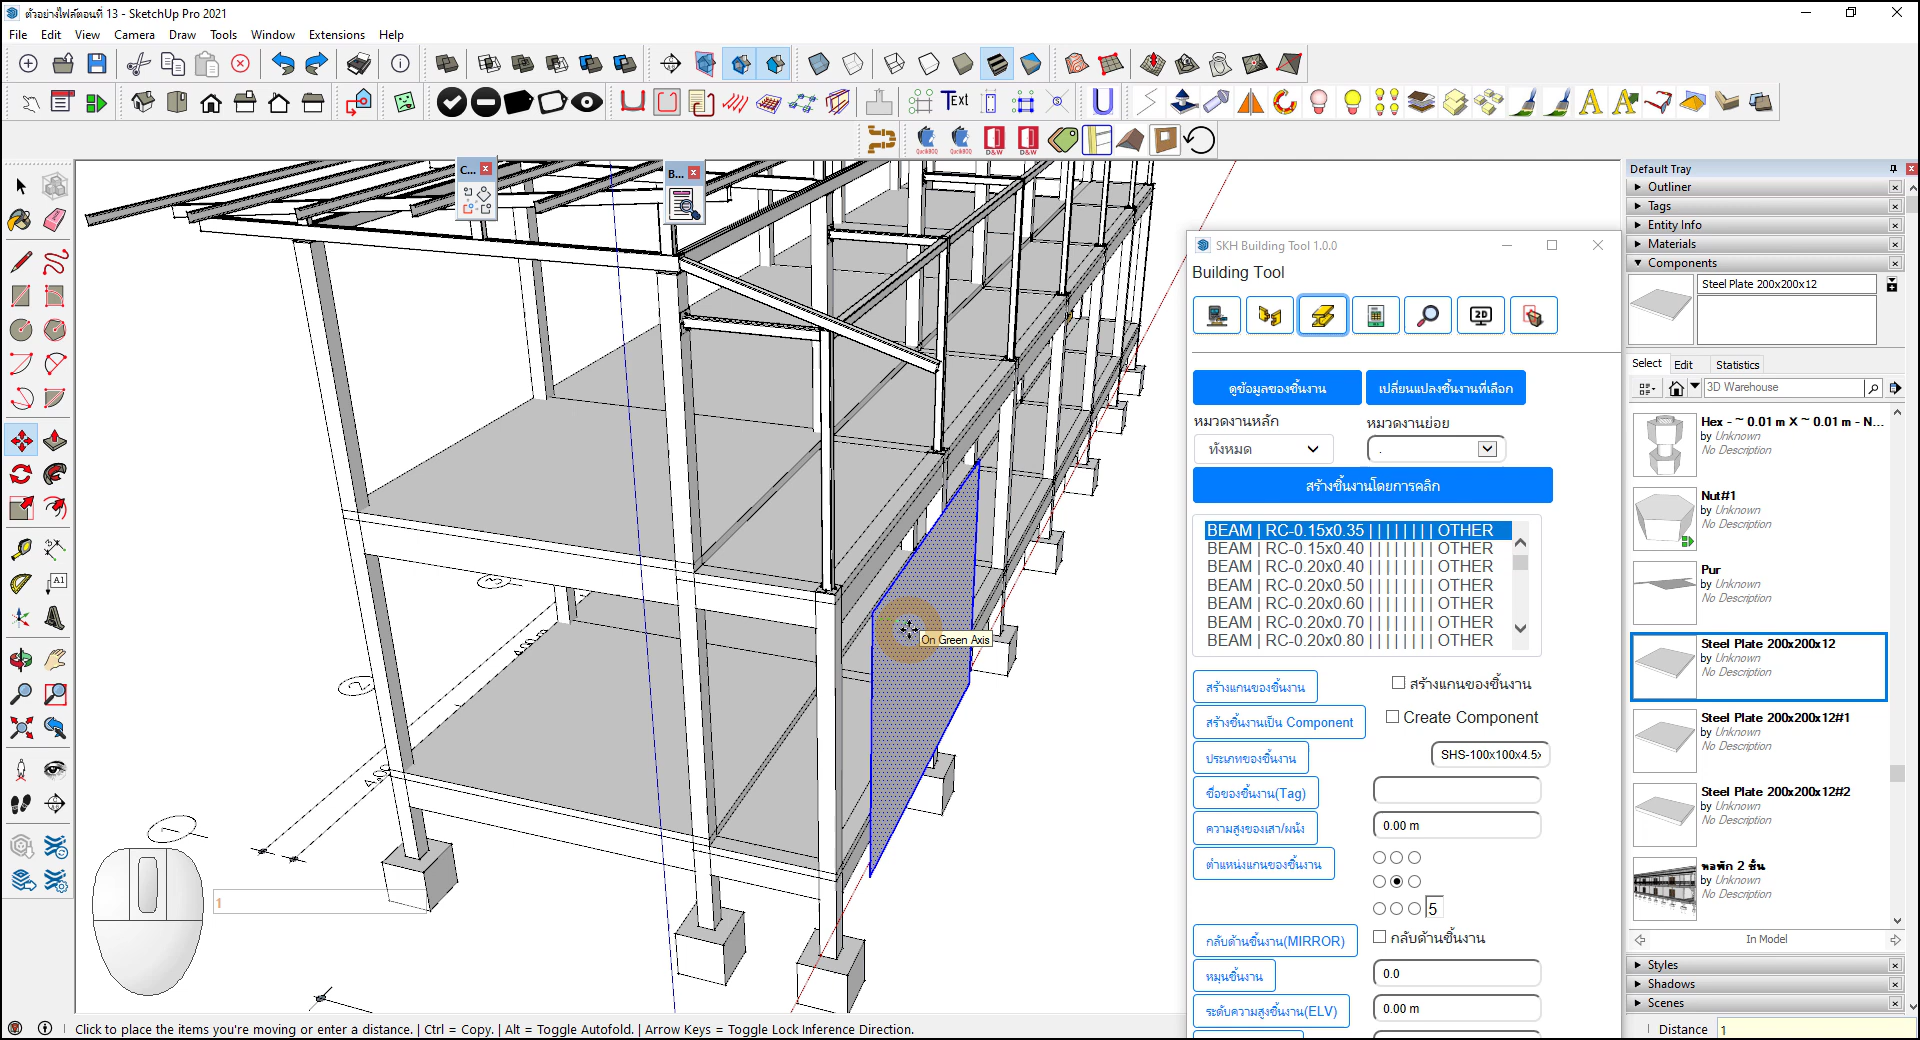 ตัวอย่างไฟล์ตอนที่ 13 - SketchUp Pro 2021
File Edit View Camera Draw Tools Window Extensions Help
Text
QuickBOQ QuickBOQ D&W D&W
C... B...
Default Tray
Outliner
Tags
Entity Info
Materials
Components
Steel Plate 200x200x12
Select Edit Statistics
3D Warehouse
Hex - ~ 0.01 m X ~ 0.01 m - N...
by Unknown
No Description
Nut#1
by Unknown
No Description
Pur
by Unknown
No Description
Steel Plate 200x200x12
by Unknown
No Description
Steel Plate 200x200x12#1
by Unknown
No Description
Steel Plate 200x200x12#2
by Unknown
No Description
หอพัก 2 ชั้น
by Unknown
No Description
In Model
Styles
Shadows
Scenes
Distance 1
SKH Building Tool 1.0.0
Building Tool
2D
ดูข้อมูลของชิ้นงาน เปลี่ยนแปลงชิ้นงานที่เลือก
หมวดงานหลัก หมวดงานย่อย
ทั้งหมด .
สร้างชิ้นงานโดยการคลิก
BEAM | RC-0.15x0.35 | | | | | | | | OTHER
BEAM | RC-0.15x0.40 | | | | | | | | OTHER
BEAM | RC-0.20x0.40 | | | | | | | | OTHER
BEAM | RC-0.20x0.50 | | | | | | | | OTHER
BEAM | RC-0.20x0.60 | | | | | | | | OTHER
BEAM | RC-0.20x0.70 | | | | | | | | OTHER
BEAM | RC-0.20x0.80 | | | | | | | | OTHER
สร้างแกนของชิ้นงาน สร้างแกนของชิ้นงาน
สร้างชิ้นงานเป็น Component Create Component
ประเภทของชิ้นงาน SHS-100x100x4.5x
ชื่อของชิ้นงาน(Tag)
ความสูงของเสา/ผนัง 0.00 m
ตำแหน่งแกนของชิ้นงาน
5
กลับด้านชิ้นงาน(MIRROR) กลับด้านชิ้นงาน
หมุนชิ้นงาน 0.0
ระดับความสูงชิ้นงาน(ELV) 0.00 m
On Green Axis
A1
3
2
1
1
Click to place the items you're moving or enter a distance. | Ctrl = Copy. | Alt = Toggle Autofold. | Arrow Keys = Toggle Lock Inference Direction.